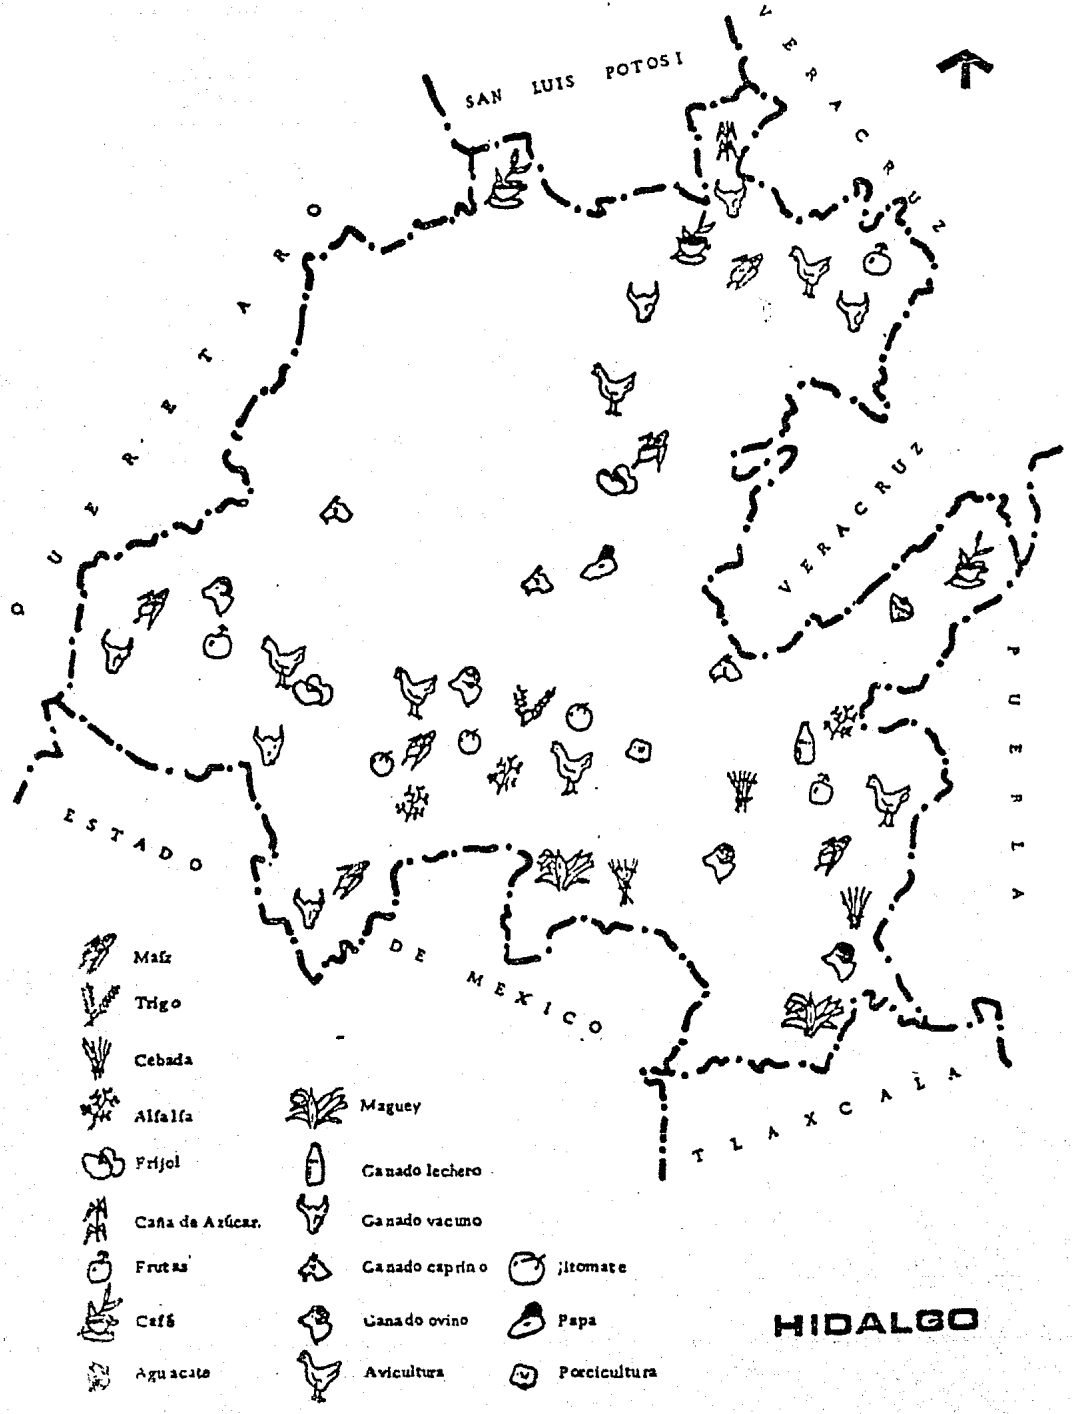 SAN LUIS POTOSI
VERACRUZ
QUERETARO
VERACRUZ
PUEBLA
ESTADO DE MEXICO
TLAXCALA
Maíz
Trigo
Cebada
Alfalfa
Frijol
Caña de Azúcar.
Frutas
Café
Aguacate
Maguey
Ganado lechero
Ganado vacuno
Ganado caprino
Ganado ovino
Avicultura
Jitomate
Papa
Porcicultura
HIDALGO